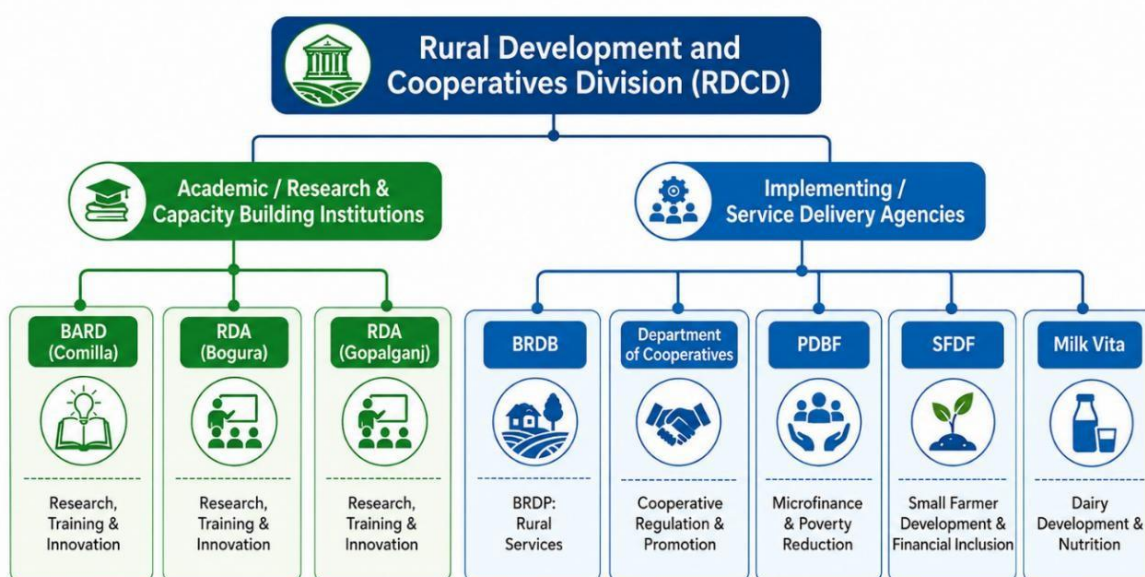 Rural Development and
Cooperatives Division (RDCD)
Academic / Research &
Capacity Building Institutions
Implementing /
Service Delivery Agencies
BARD
(Comilla)
Research,
Training &
Innovation
RDA
(Bogura)
Research,
Training &
Innovation
RDA
(Gopalganj)
Research,
Training &
Innovation
BRDB
BRDP:
Rural
Services
Department
of Cooperatives
Cooperative
Regulation &
Promotion
PDBF
Microfinance
& Poverty
Reduction
SFDF
Small Farmer
Development &
Financial Inclusion
Milk Vita
Dairy
Development &
Nutrition